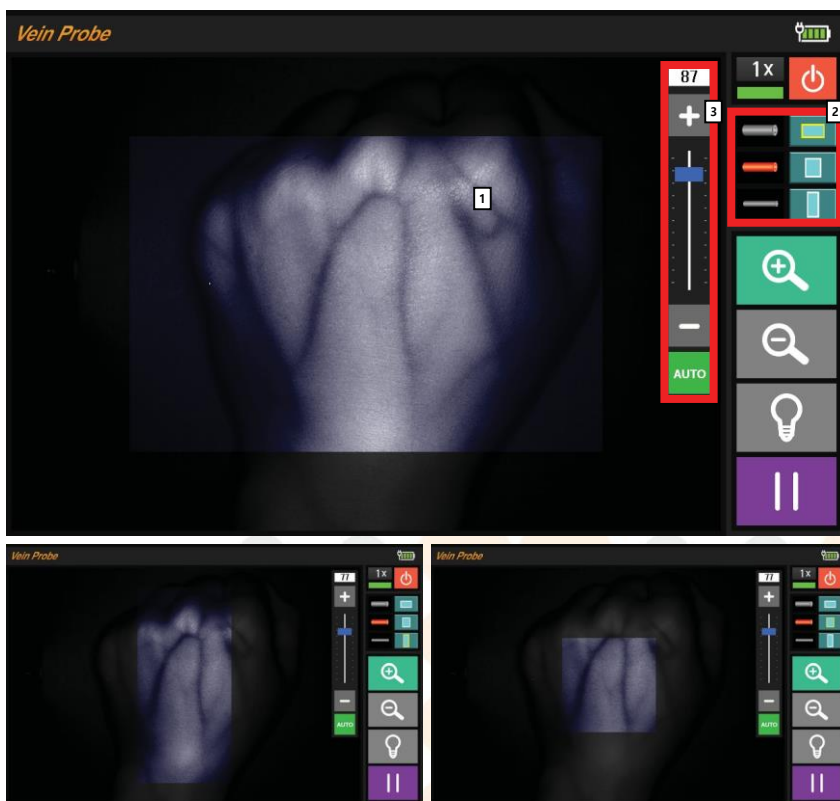 Vein Probe
1x
87
3
2
1
AUTO
Vein Probe
77
1x
AUTO
Vein Probe
77
1x
AUTO